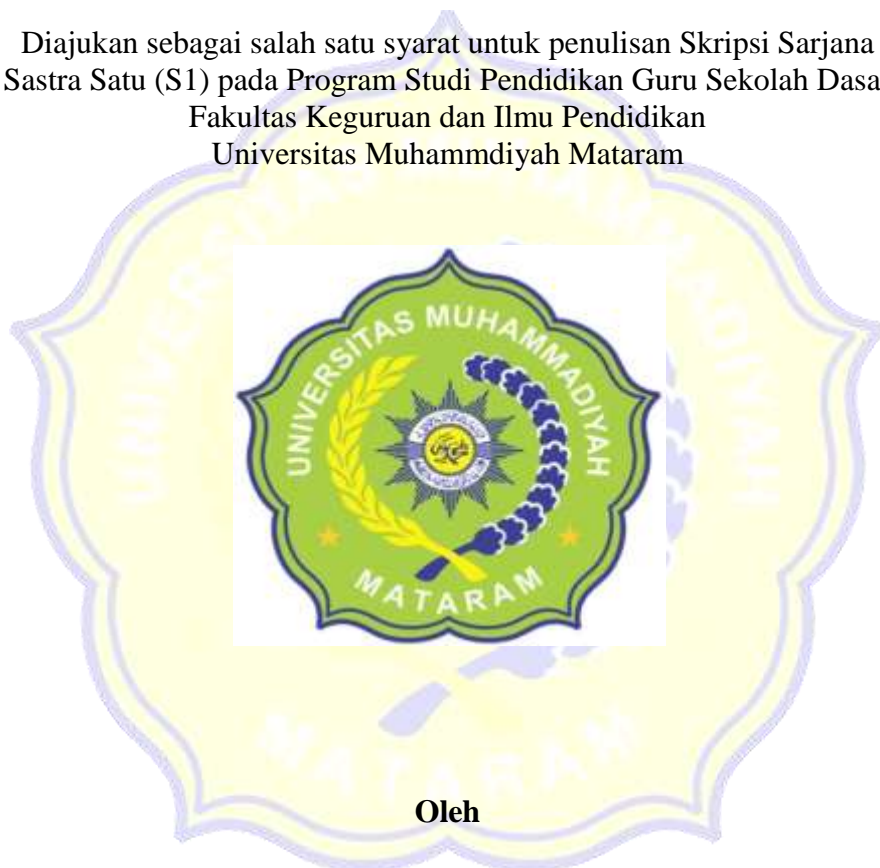 Diajukan sebagai salah satu syarat untuk penulisan Skripsi Sarjana
Sastra Satu (S1) pada Program Studi Pendidikan Guru Sekolah Dasa
Fakultas Keguruan dan Ilmu Pendidikan
Universitas Muhammdiyah Mataram
UNIVERSITAS MUHAMMADIYAH
MATARAM
Oleh